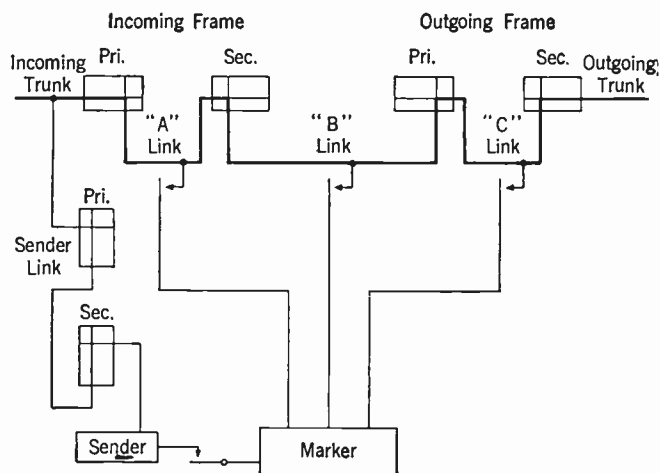 Incoming Frame
Outgoing Frame
Pri.
Sec.
Pri.
Sec.
Incoming
Trunk
Outgoing
Trunk
"A"
Link
"B"
Link
"C"
Link
Pri.
Sender
Link
Sec.
Sender
Marker